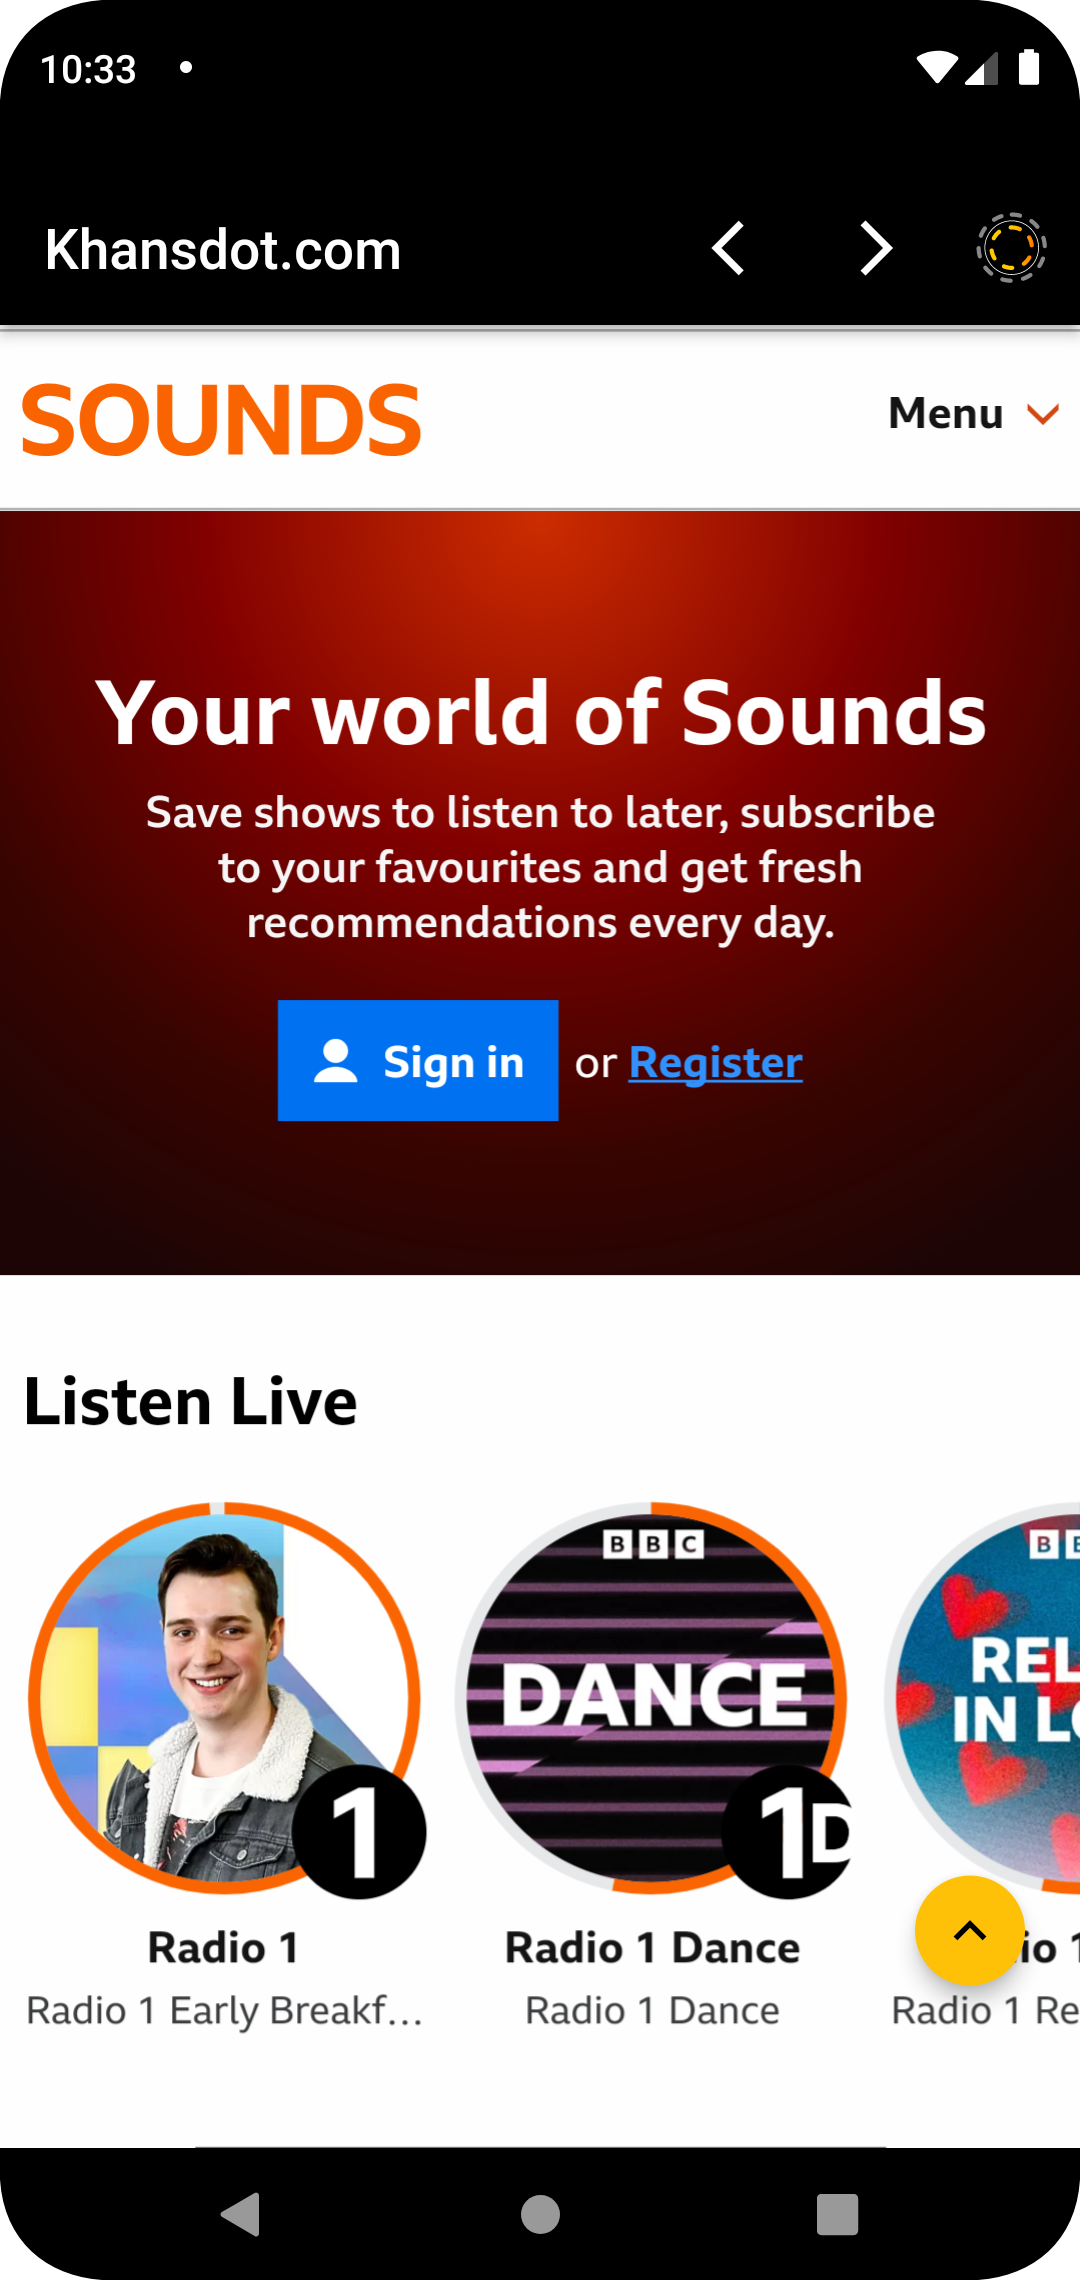 10:33
Khansdot.com
SOUNDS
Menu
Your world of Sounds
Save shows to listen to later, subscribe
to your favourites and get fresh
recommendations every day.
Sign in or Register
Listen Live
BBC
DANCE
REL
IN LO
1
1D
Radio 1
Radio 1 Dance
io 1
Radio 1 Early Breakf...
Radio 1 Dance
Radio 1 Re